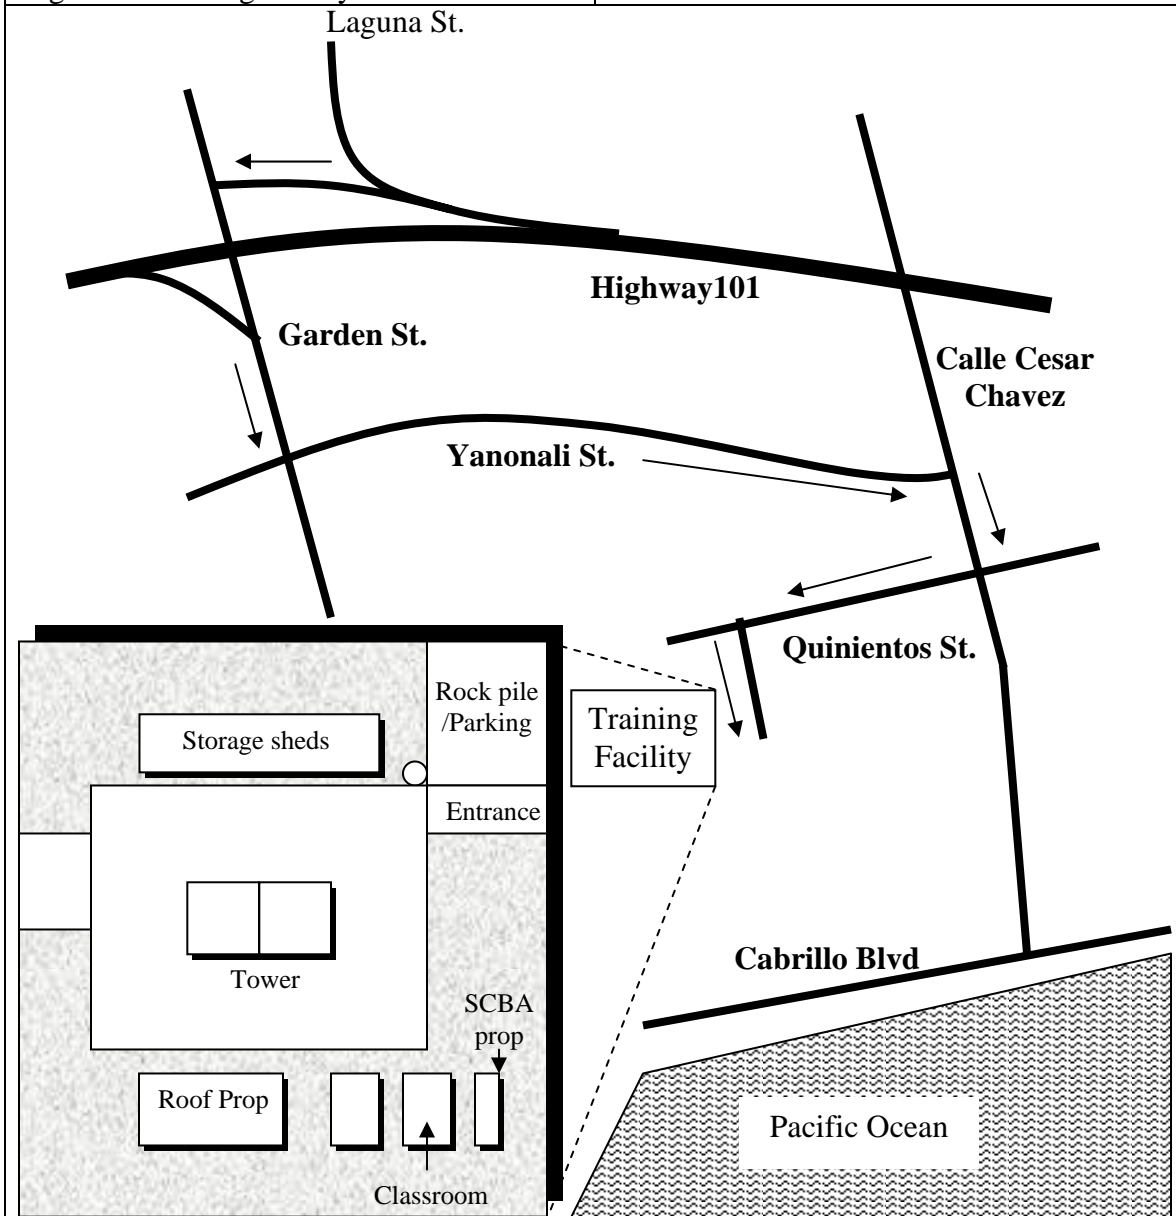 Laguna St.
Highway101
Garden St.
Calle Cesar
Chavez
Yanonali St.
Quinientos St.
Rock pile
/Parking
Training
Facility
Storage sheds
Entrance
Tower
Cabrillo Blvd
SCBA
prop
Roof Prop
Pacific Ocean
Classroom